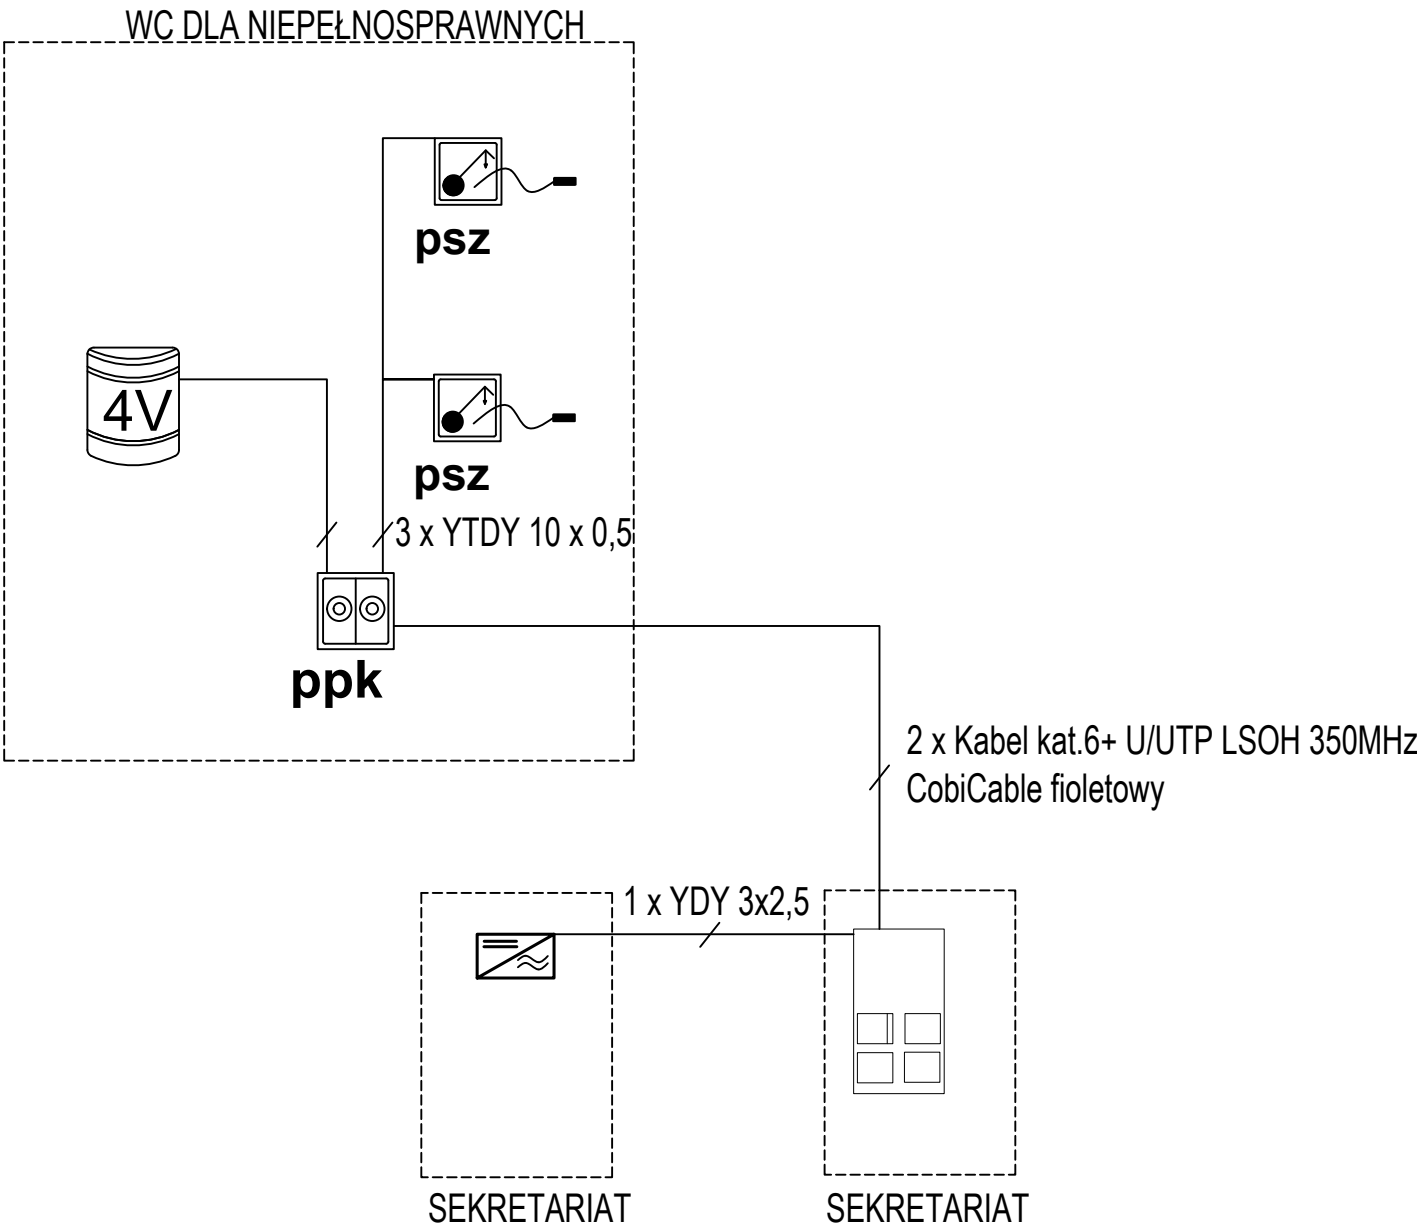 WC DLA NIEPEŁNOSPRAWNYCH
psz
4V
psz
3 x YTDY 10 x 0,5
ppk
2 x Kabel kat.6+ U/UTP LSOH 350MHz
CobiCable fioletowy
1 x YDY 3x2,5
SEKRETARIAT
SEKRETARIAT